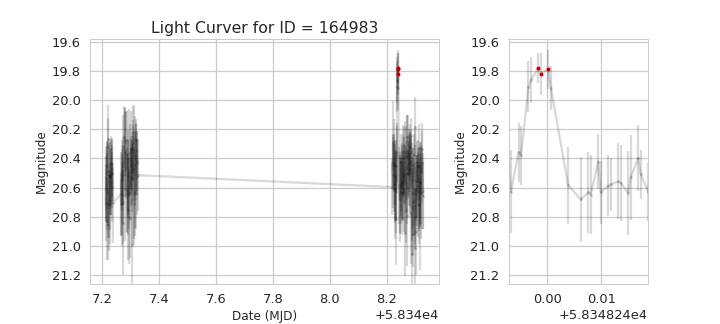 Light Curver for ID = 164983
Magnitude
19.6
19.8
20.0
20.2
20.4
20.6
20.8
21.0
21.2
7.2 7.4 7.6 7.8 8.0 8.2
Date (MJD)
+5.834e4
Magnitude
19.6
19.8
20.0
20.2
20.4
20.6
20.8
21.0
21.2
0.00 0.01
+5.834824e4